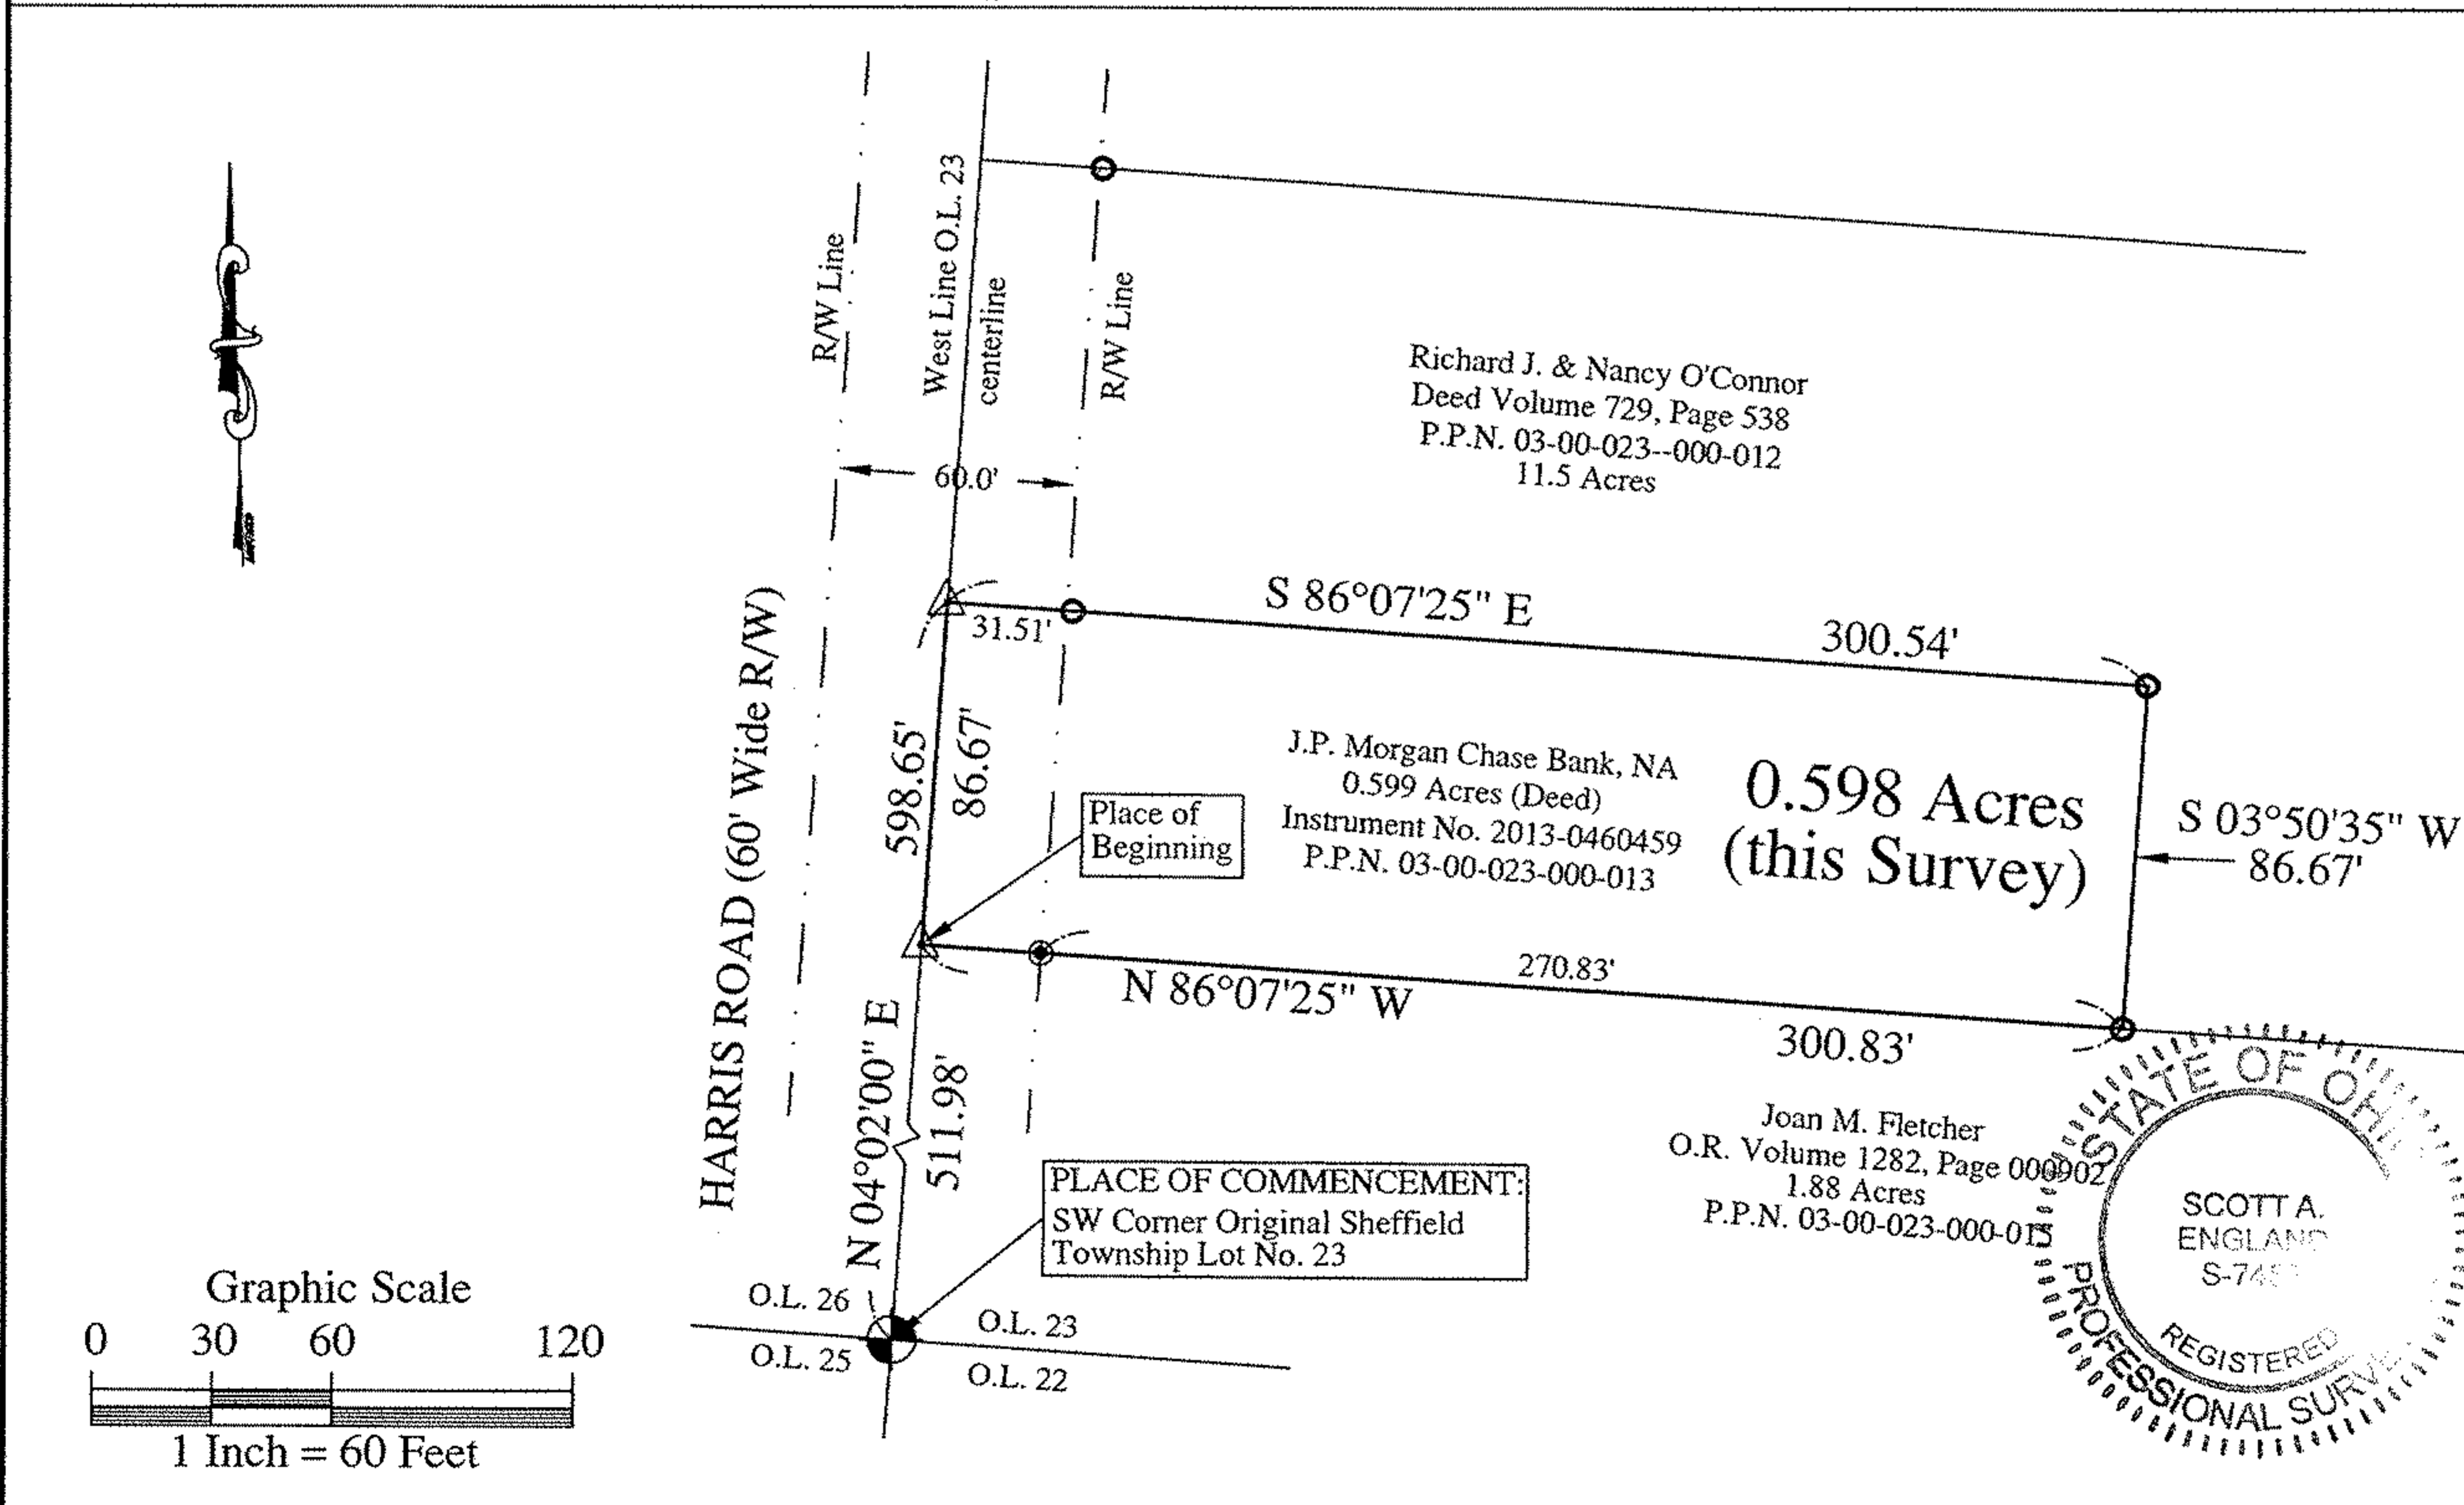 R/W Line
West Line O.L. 23
centerline
R/W Line
60.0'
Richard J. & Nancy O'Connor
Deed Volume 729, Page 538
P.P.N. 03-00-023--000-012
11.5 Acres
HARRIS ROAD (60' Wide R/W)
31.51'
S 86°07'25" E
300.54'
598.65'
86.67'
Place of
Beginning
J.P. Morgan Chase Bank, NA
0.599 Acres (Deed)
Instrument No. 2013-0460459
P.P.N. 03-00-023-000-013
0.598 Acres
(this Survey)
S 03°50'35" W
86.67'
N 86°07'25" W
270.83'
300.83'
N 04°02'00" E
511.98'
PLACE OF COMMENCEMENT:
SW Corner Original Sheffield
Township Lot No. 23
Joan M. Fletcher
O.R. Volume 1282, Page 000902
1.88 Acres
P.P.N. 03-00-023-000-015
O.L. 26
O.L. 23
O.L. 25
O.L. 22
Graphic Scale
0 30 60 120
1 Inch = 60 Feet
STATE OF
SCOTT A.
ENGLAND
REGISTERED
PROFESSIONAL